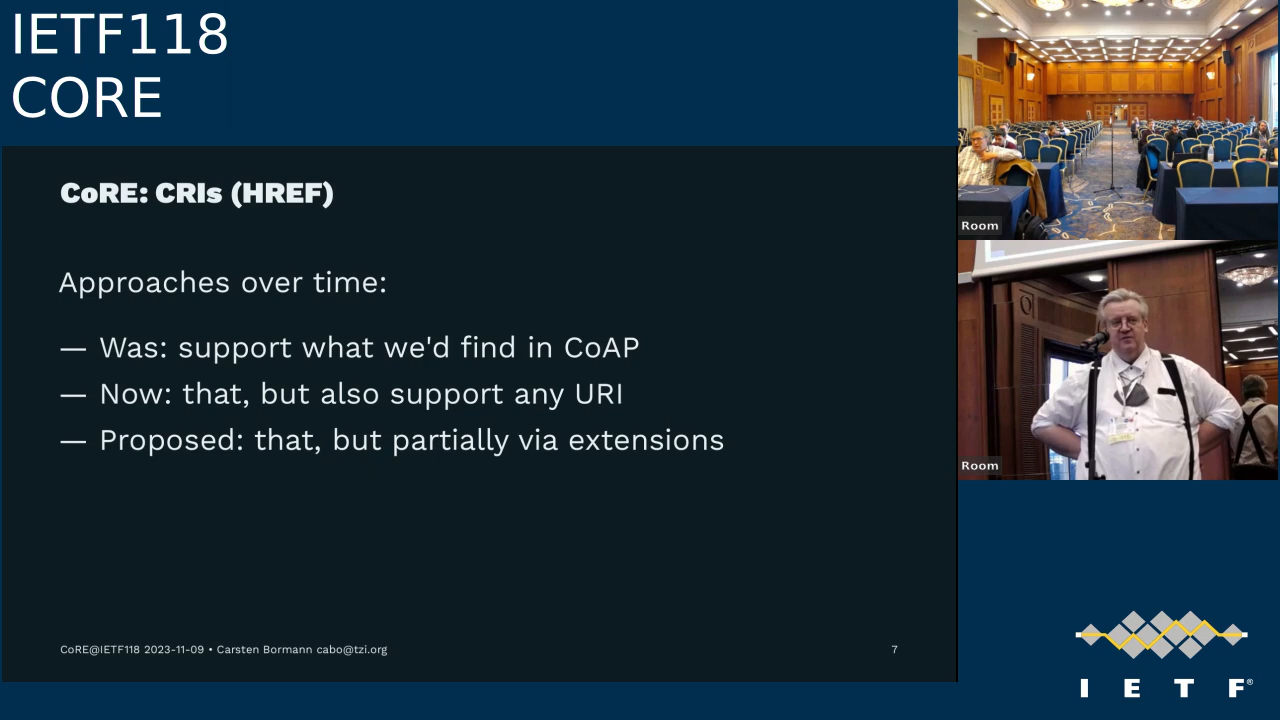 IETF118
CORE
CoRE: CRIs (HREF)
Approaches over time:
— Was: support what we'd find in CoAP
— Now: that, but also support any URI
— Proposed: that, but partially via extensions
CoRE@IETF118 2023-11-09 • Carsten Bormann cabo@tzi.org
7
Room
Room
I E T F®